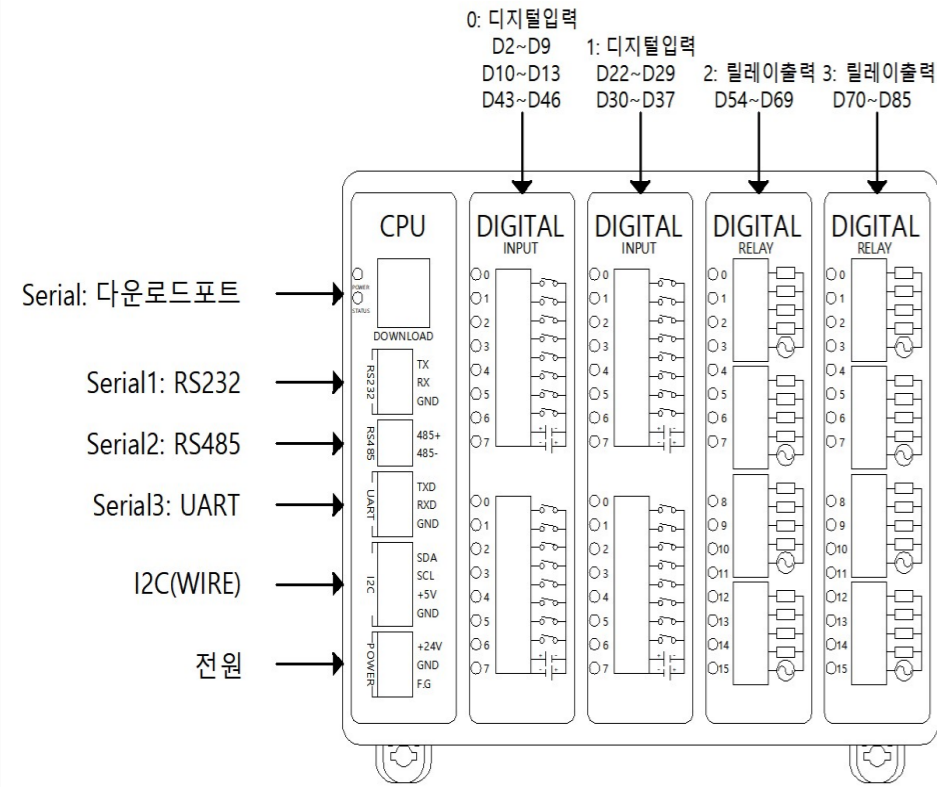 0: 디지털입력
D2~D9
D10~D13
D43~D46
1: 디지털입력
D22~D29
D30~D37
2: 릴레이출력
D54~D69
3: 릴레이출력
D70~D85
Serial: 다운로드포트
Serial1: RS232
Serial2: RS485
Serial3: UART
I2C(WIRE)
전원
CPU
POWER
STATUS
DOWNLOAD
RS232
TX
RX
GND
RS485
485+
485-
UART
TXD
RXD
GND
I2C
SDA
SCL
+5V
GND
POWER
+24V
GND
F.G
DIGITAL
INPUT
0
1
2
3
4
5
6
7
0
1
2
3
4
5
6
7
DIGITAL
INPUT
0
1
2
3
4
5
6
7
0
1
2
3
4
5
6
7
DIGITAL
RELAY
0
1
2
3
4
5
6
7
8
9
10
11
12
13
14
15
DIGITAL
RELAY
0
1
2
3
4
5
6
7
8
9
10
11
12
13
14
15